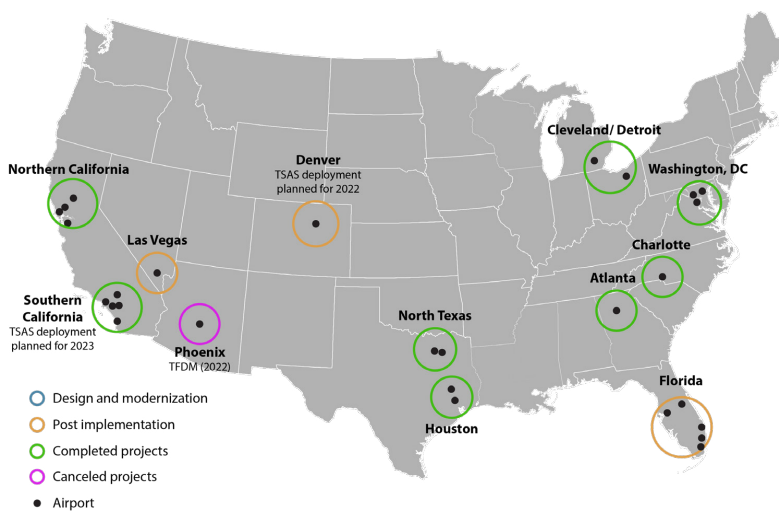 Cleveland/ Detroit
Denver
TSAS deployment
planned for 2022
Northern California
Washington, DC
Las Vegas
Charlotte
Atlanta
Southern
California
TSAS deployment
planned for 2023
North Texas
Phoenix
TFDM (2022)
Florida
Houston
Design and modernization
Post implementation
Completed projects
Canceled projects
Airport